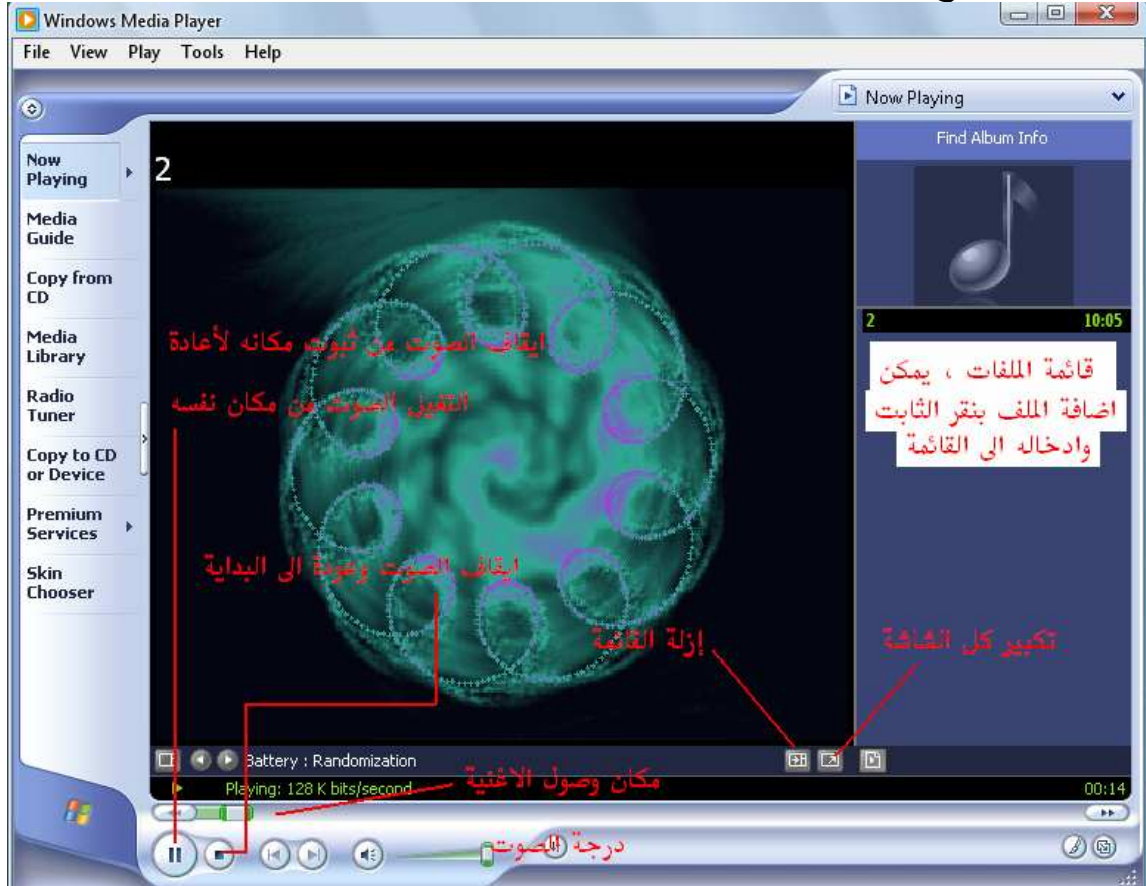 Windows Media Player
File View Play Tools Help
Now Playing
Find Album Info
Now
Playing
Media
Guide
Copy from
CD
Media
Library
Radio
Tuner
Copy to CD
or Device
Premium
Services
Skin
Chooser
2
2 10:05
قائمة الملفات ، يمكن
اضافة الملف بنقر الثابت
وادخاله الى القائمة
ايقاف الصوت من ثبوت مكانه لأعادة
الصوت من مكان نفسه
ايقاف الصوت وعودة الى البداية
إزلة القائمة
تكبير كل الشاشة
Battery : Randomization
مكان وصول الاغنية
Playing: 128 K bits/second
00:14
درجة الصوت